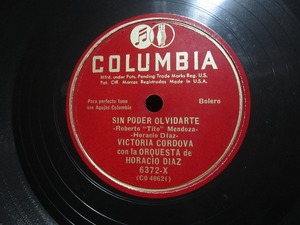 COLUMBIA
Mfrd. under Pats. Pending Trade Marks Reg. U.S.
Pat. Off. Marcas Registradas Made in U.S.A.
Para perfecto tono
use Agujas Columbia
Bolero
SIN PODER OLVIDARTE
-Roberto "Tito" Mendoza-
-Horacio Diaz-
VICTORIA CORDOVA
con la ORQUESTA de
HORACIO DIAZ
6372-X
(CO 40621)